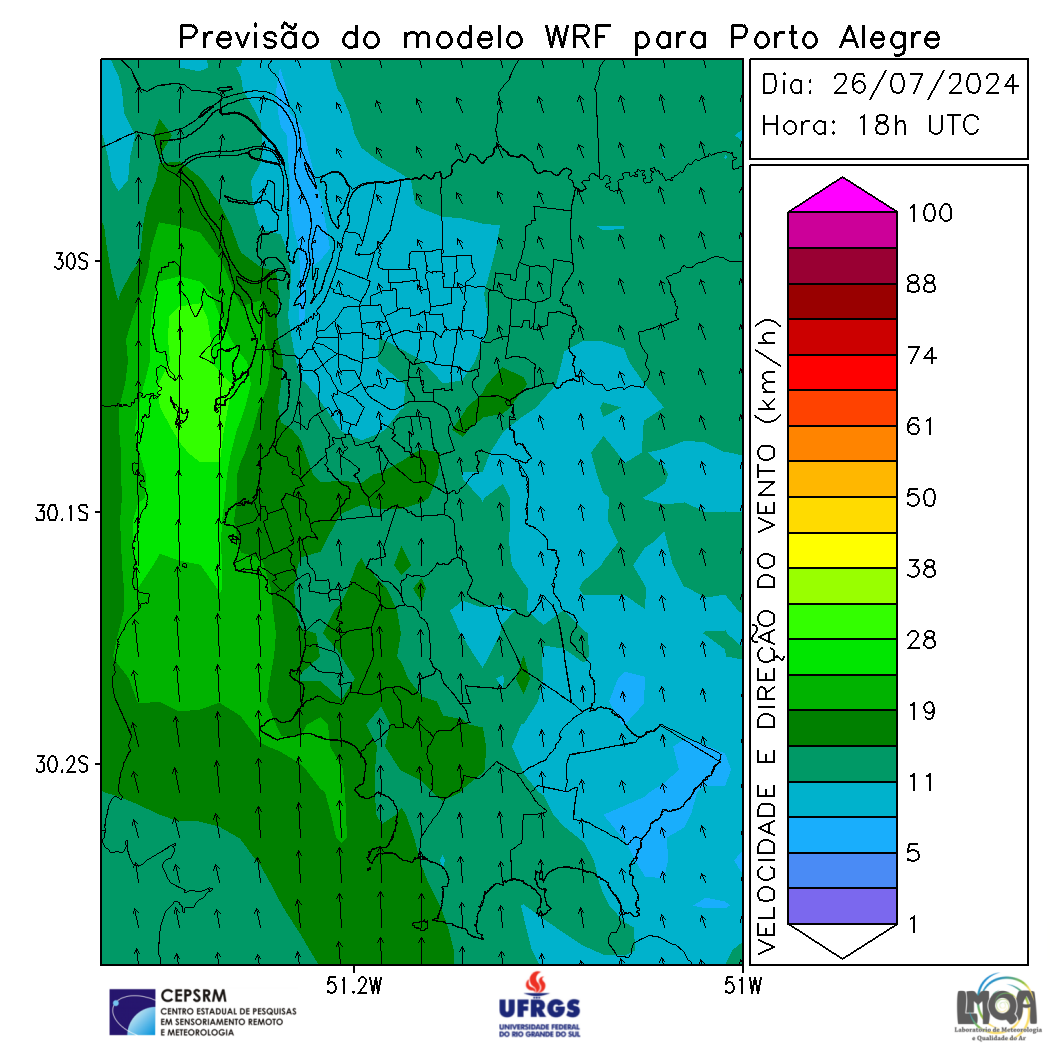 Previsão do modelo WRF para Porto Alegre
Dia: 26/07/2024
Hora: 18h UTC
30S
30.1S
30.2S
51.2W
51W
VELOCIDADE E DIREÇÃO DO VENTO (km/h)
100
88
74
61
50
38
28
19
11
5
1
CEPSRM
CENTRO ESTADUAL DE PESQUISAS
EM SENSORIAMENTO REMOTO
E METEOROLOGIA
UFRGS
UNIVERSIDADE FEDERAL
DO RIO GRANDE DO SUL
LMQA
Laboratório de Meteorologia
e Qualidade do Ar